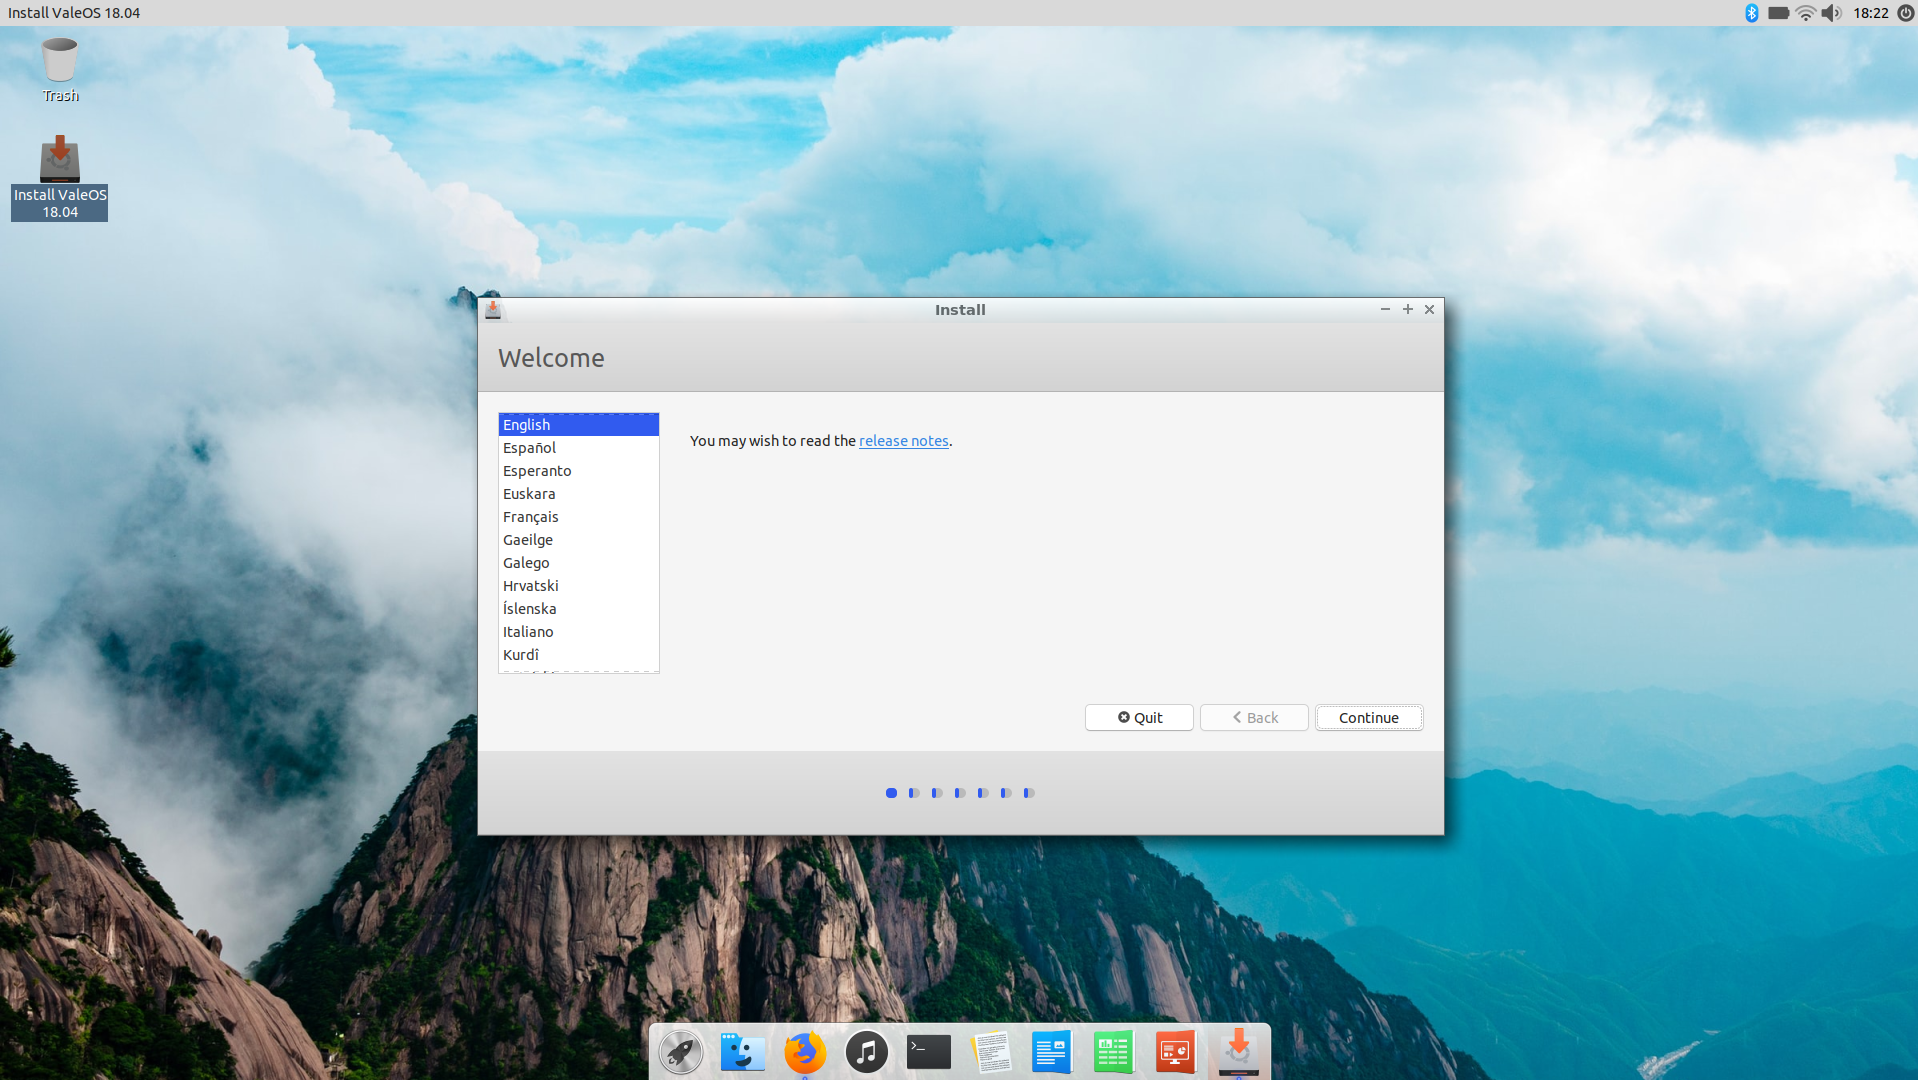 Install ValeOS 18.04
18:22
Trash
Install ValeOS
18.04
Install
Welcome
English
Español
Esperanto
Euskara
Français
Gaeilge
Galego
Hrvatski
Íslenska
Italiano
Kurdî
You may wish to read the release notes.
Quit
Back
Continue